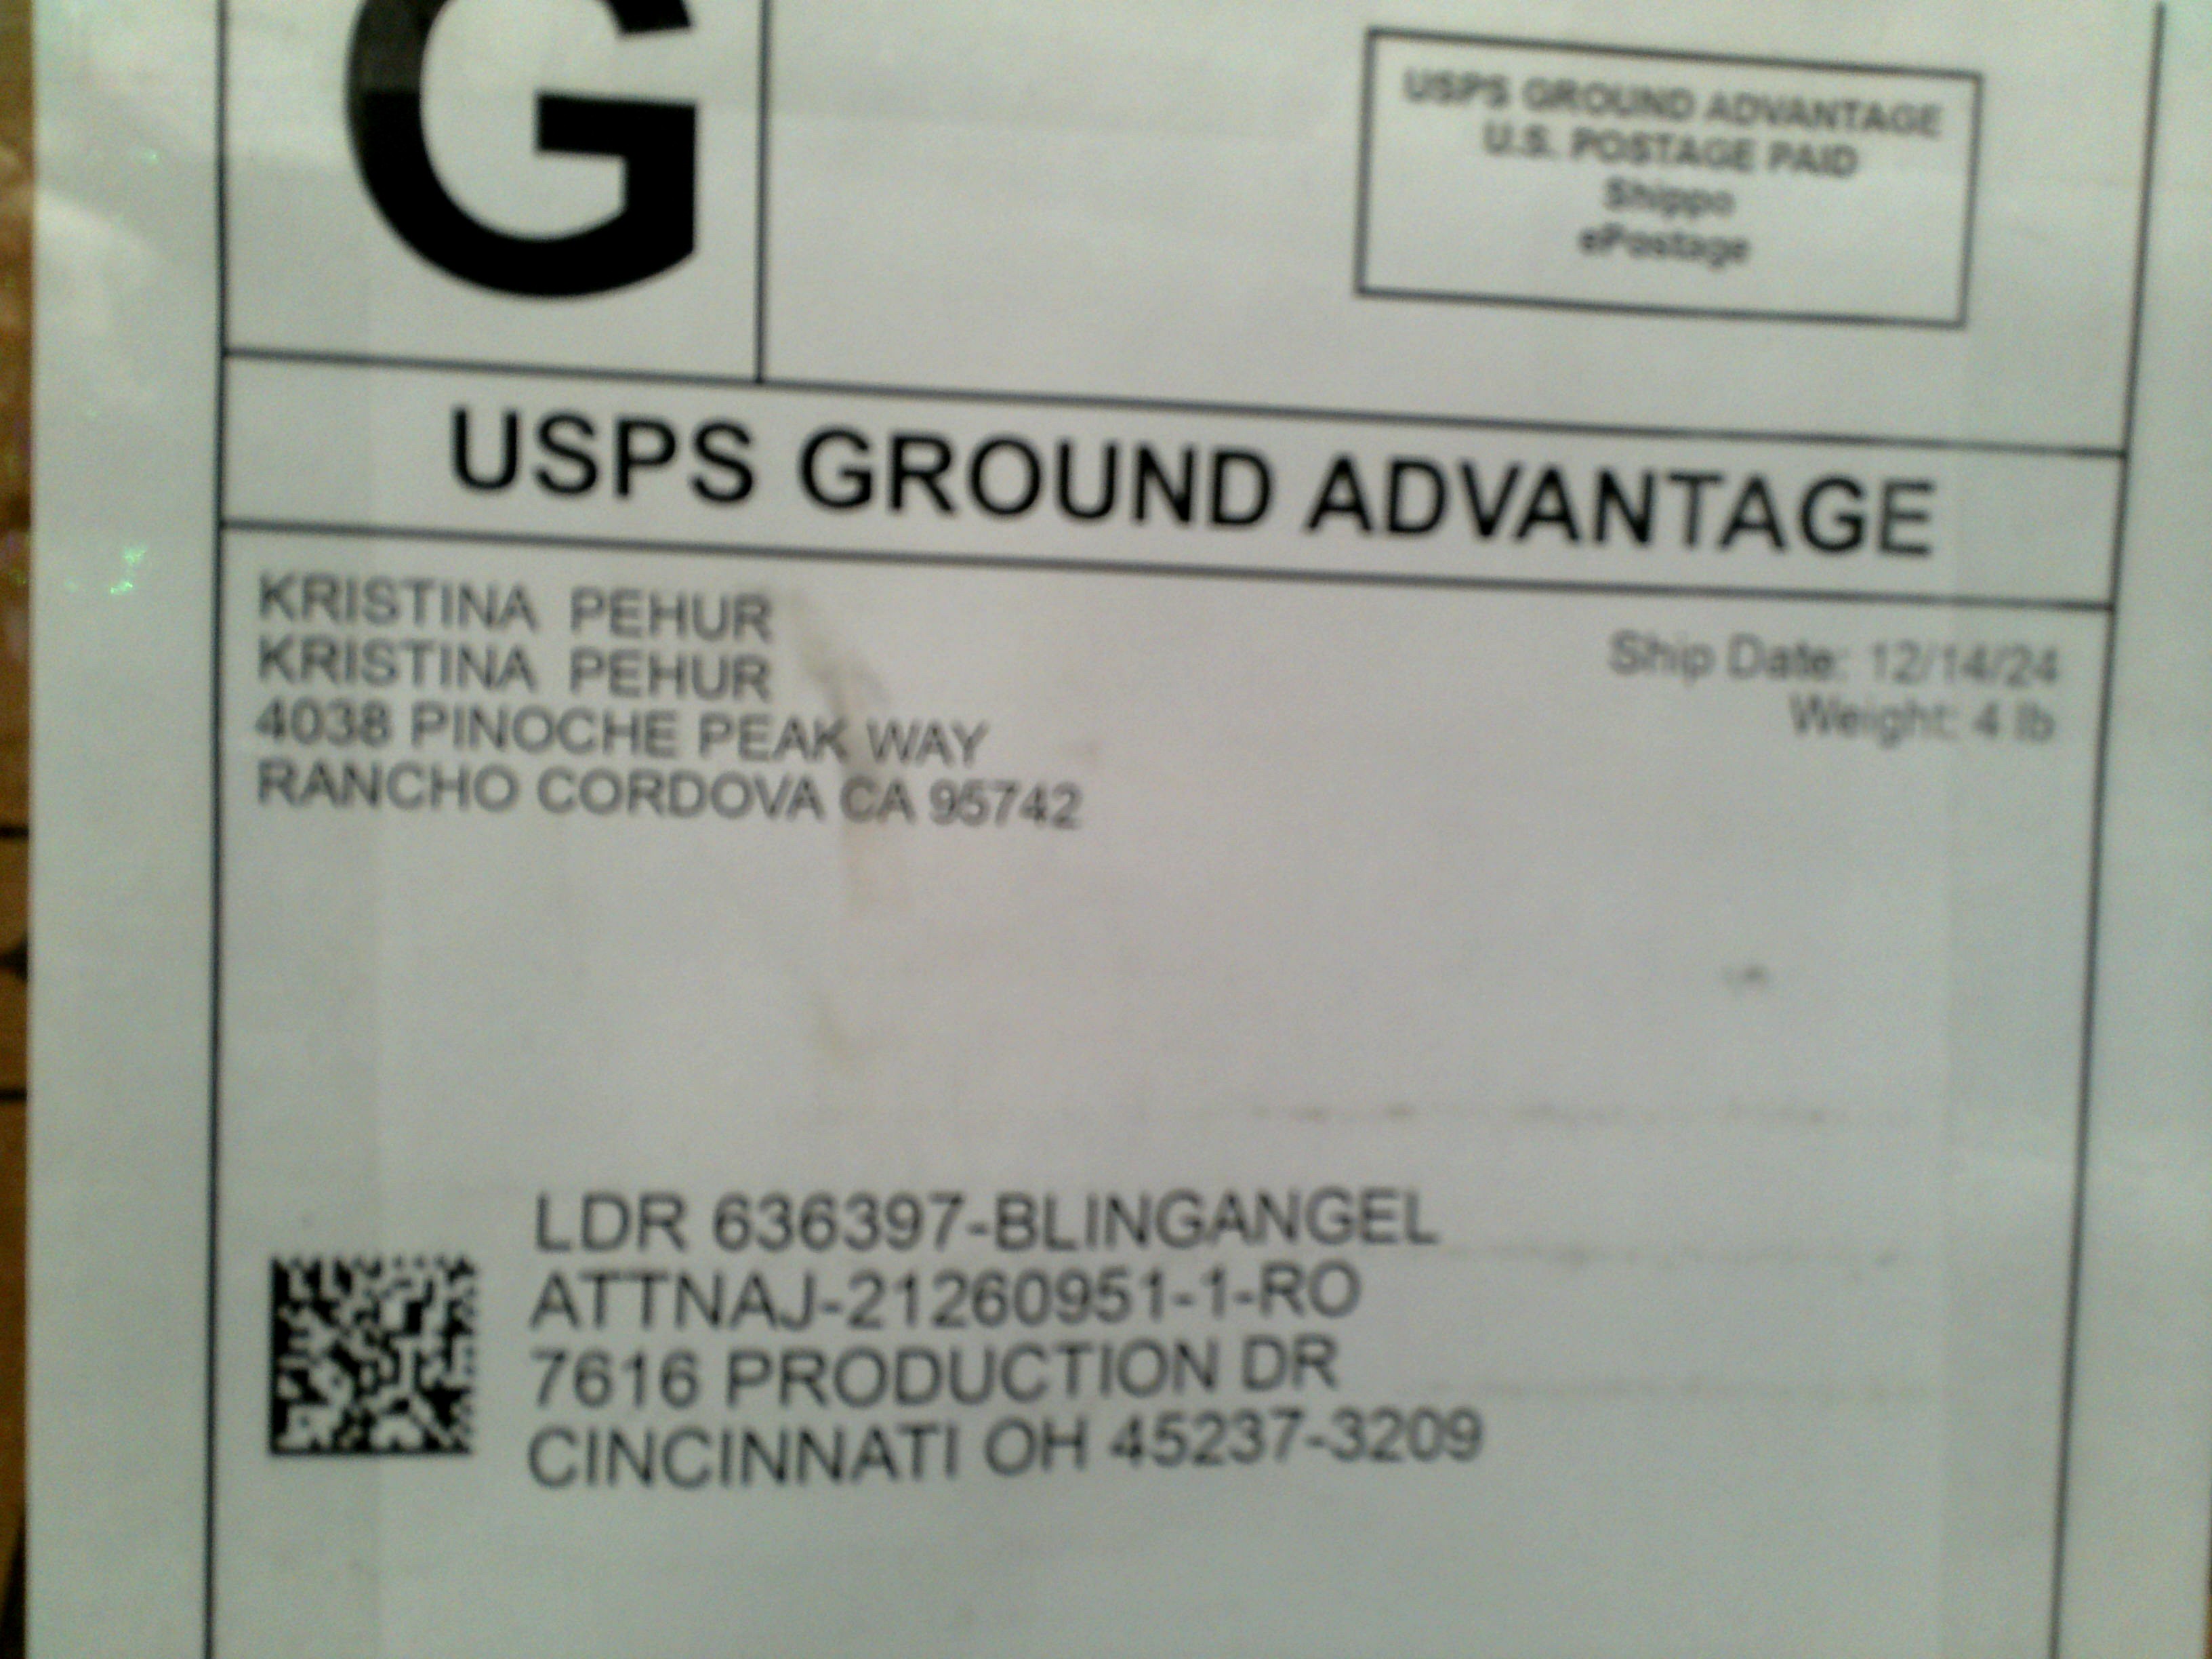 G
USPS GROUND ADVANTAGE
U.S. POSTAGE PAID
Shippo
ePostage
USPS GROUND ADVANTAGE
KRISTINA PEHUR
KRISTINA PEHUR
4038 PINOCHE PEAK WAY
RANCHO CORDOVA CA 95742
Ship Date: 12/14/24
Weight: 4 lb
LDR 636397-BLINGANGEL
ATTNAJ-21260951-1-RO
7616 PRODUCTION DR
CINCINNATI OH 45237-3209